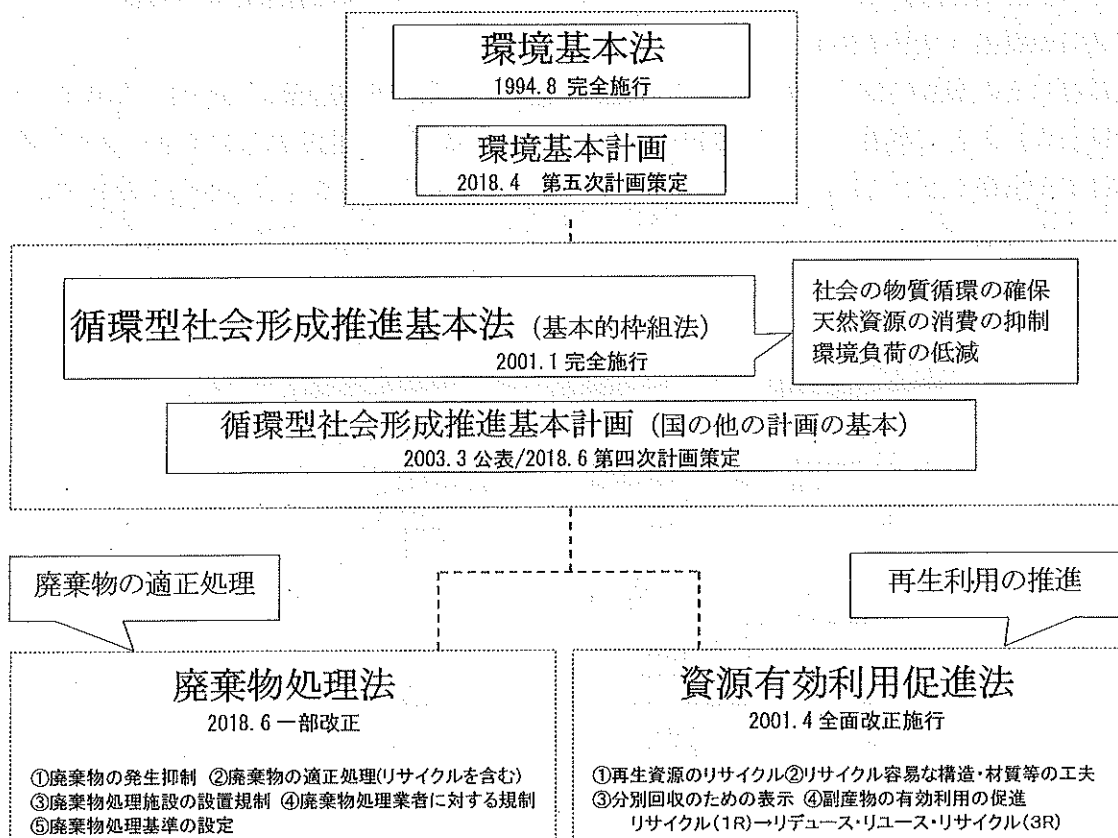 環境基本法
1994.8 完全施行
環境基本計画
2018.4 第五次計画策定
循環型社会形成推進基本法 (基本的枠組法)
2001.1 完全施行
社会の物質循環の確保
天然資源の消費の抑制
環境負荷の低減
循環型社会形成推進基本計画 (国の他の計画の基本)
2003.3 公表/2018.6 第四次計画策定
廃棄物の適正処理
再生利用の推進
廃棄物処理法
2018.6 一部改正
①廃棄物の発生抑制 ②廃棄物の適正処理(リサイクルを含む)
③廃棄物処理施設の設置規制 ④廃棄物処理業者に対する規制
⑤廃棄物処理基準の設定
資源有効利用促進法
2001.4 全面改正施行
①再生資源のリサイクル②リサイクル容易な構造・材質等の工夫
③分別回収のための表示 ④副産物の有効利用の促進
リサイクル(1R)→リデュース・リユース・リサイクル(3R)